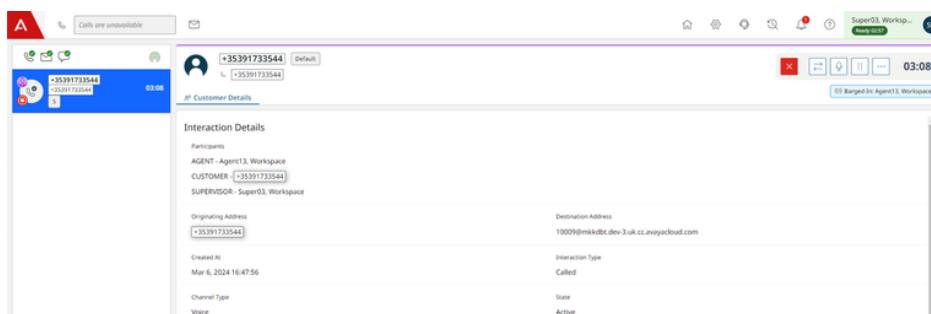 Calls are unavailable
Super03, Worksp...
Ready 02:57
+35391733544
+35391733544
03:08
S
+35391733544 Default
+35391733544
03:08
Customer Details
Barged-In: Agent13, Workspace
Interaction Details
Participants
AGENT - Agent13, Workspace
CUSTOMER - +35391733544
SUPERVISOR - Super03, Workspace
Originating Address
Destination Address
+35391733544
10009@mkkdbt.dev-3.uk.cc.avayacloud.com
Created At
Interaction Type
Mar 6, 2024 16:47:56
Called
Channel Type
State
Voice
Active